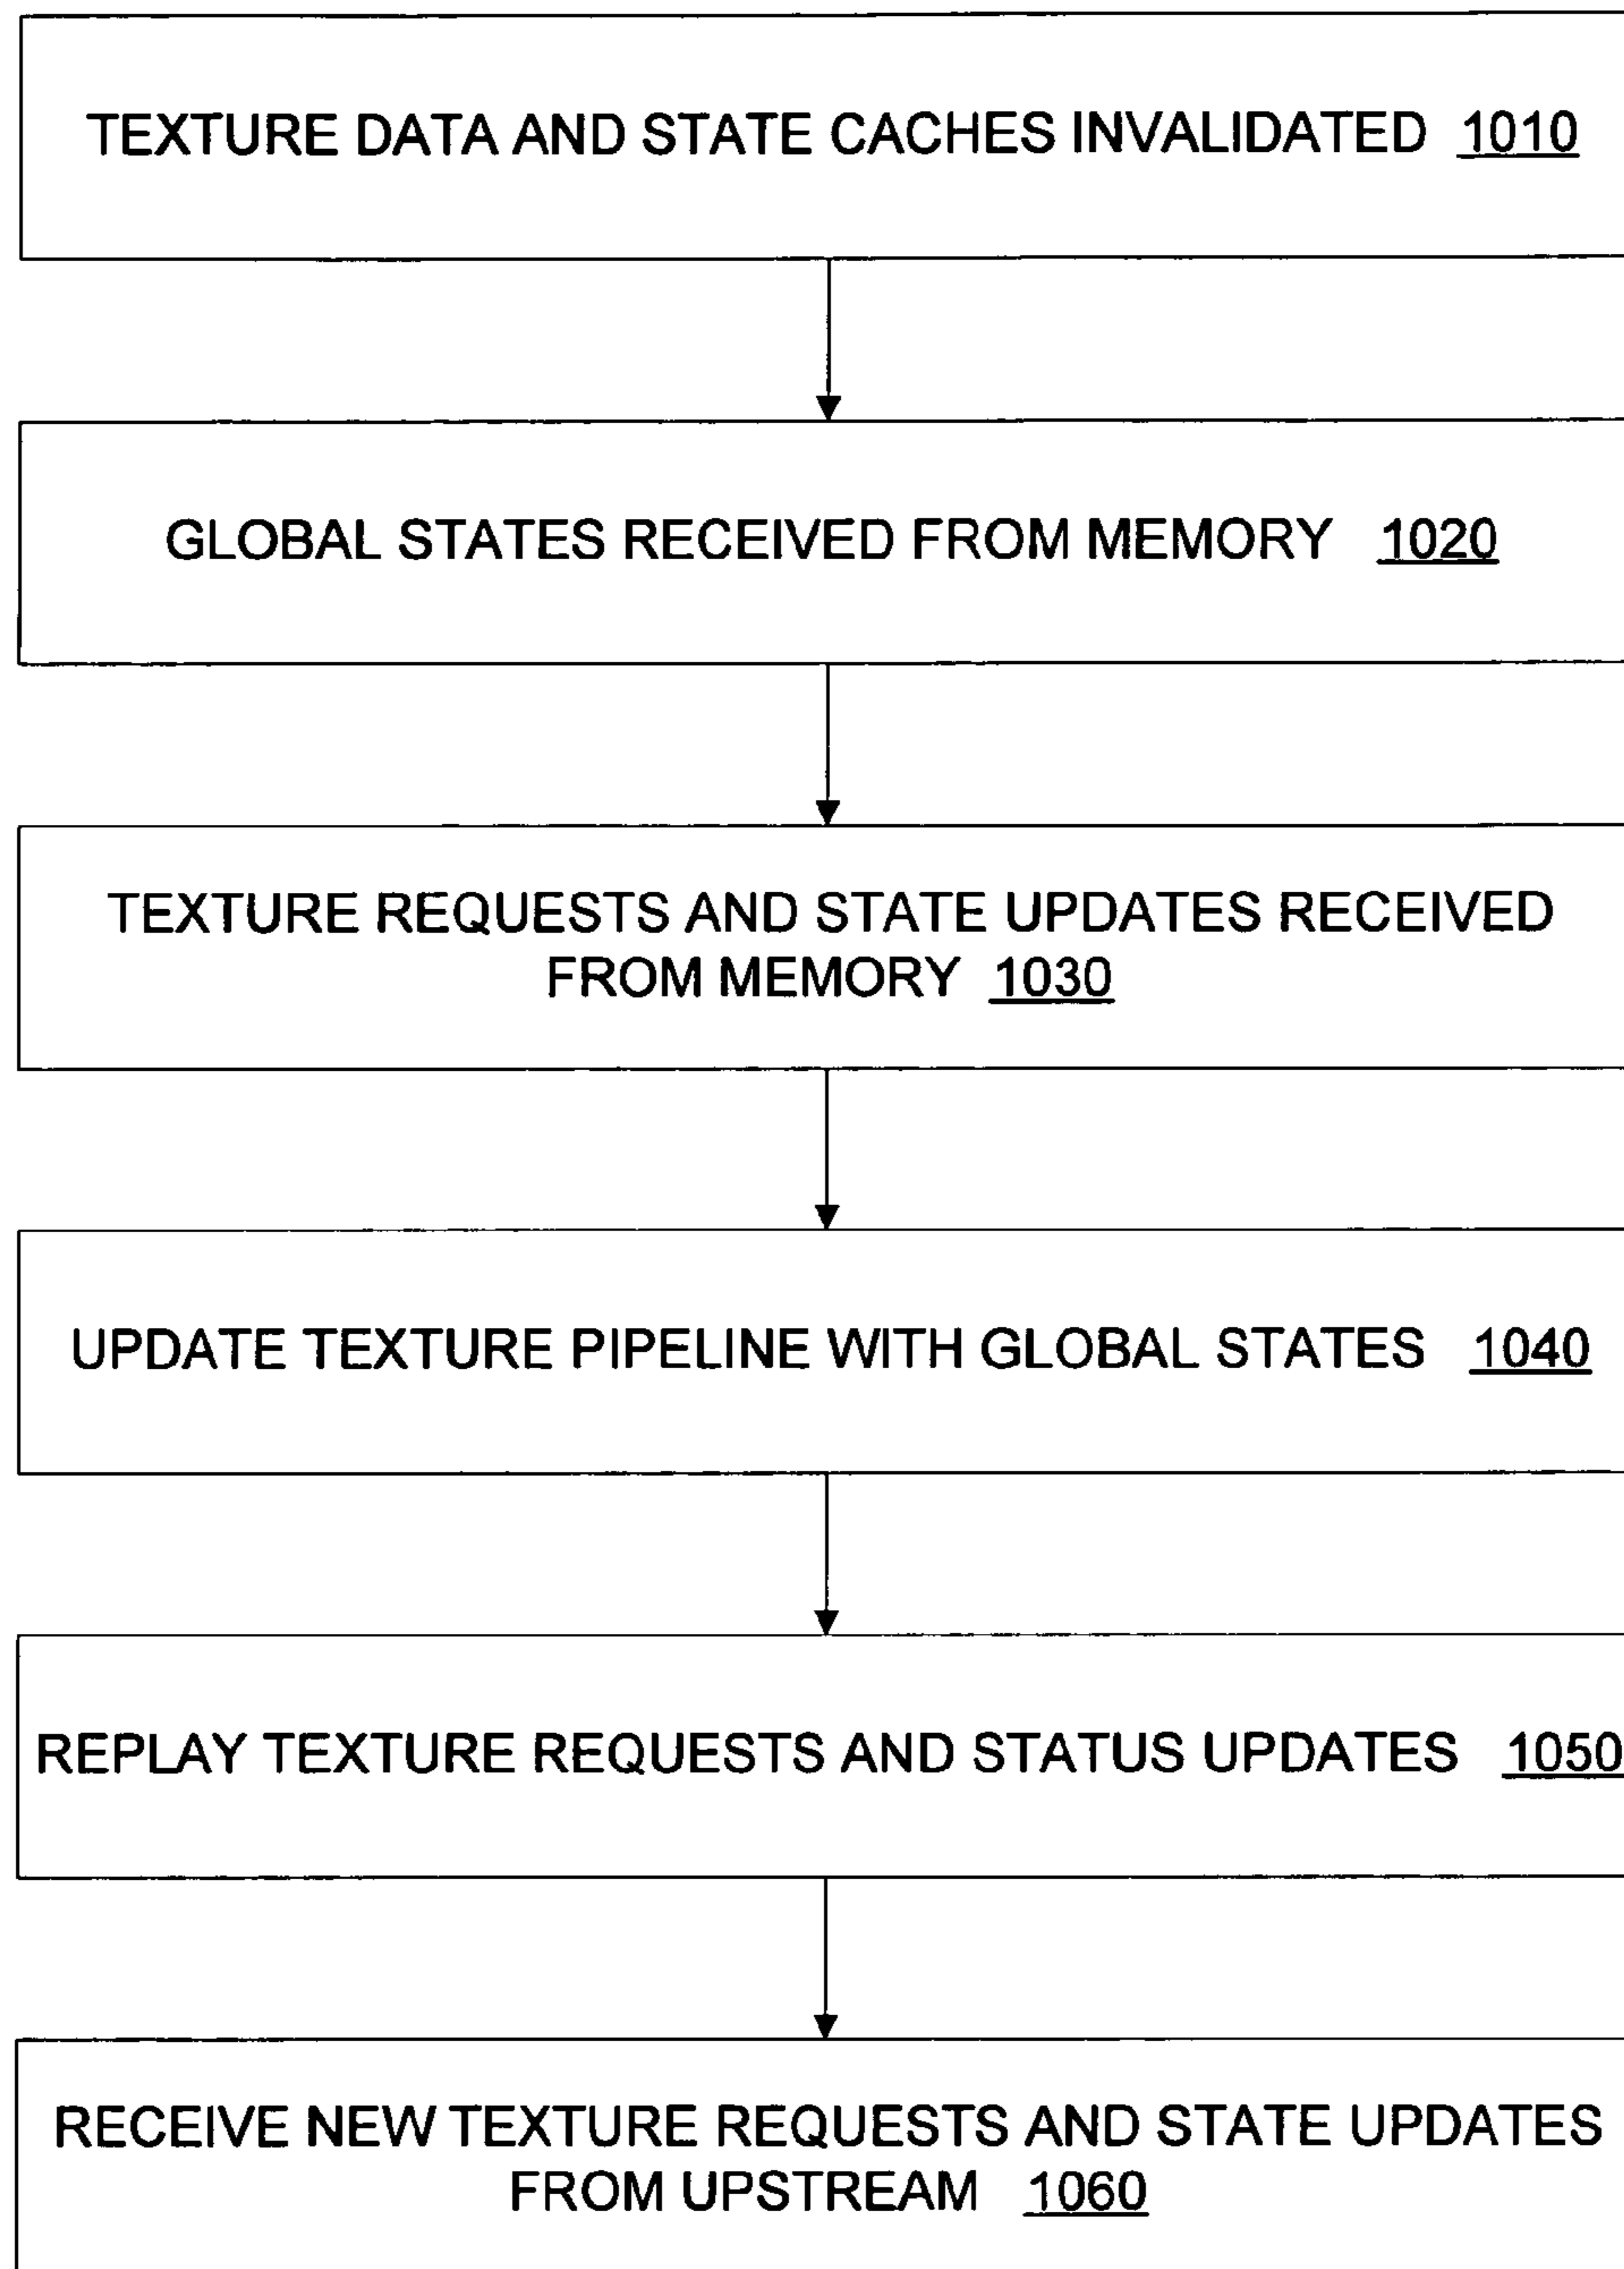 TEXTURE DATA AND STATE CACHES INVALIDATED 1010
GLOBAL STATES RECEIVED FROM MEMORY 1020
TEXTURE REQUESTS AND STATE UPDATES RECEIVED
FROM MEMORY 1030
UPDATE TEXTURE PIPELINE WITH GLOBAL STATES 1040
REPLAY TEXTURE REQUESTS AND STATUS UPDATES 1050
RECEIVE NEW TEXTURE REQUESTS AND STATE UPDATES
FROM UPSTREAM 1060